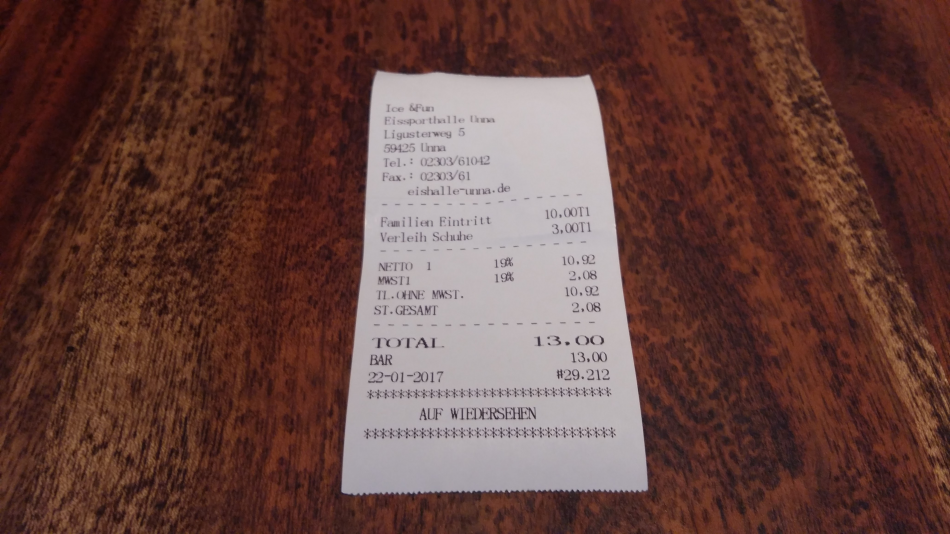 Ice &Fun
Eissporthalle Unna
Ligusterweg 5
59425 Unna
Tel.: 02303/61042
Fax.: 02303/61
eishalle-unna.de
- - - - - - - - - - - - - - - - - -
Familien Eintritt 10,00T1
Verleih Schuhe 3,00T1
- - - - - - - - - - - - - - - - - -
NETTO 1 19% 10,92
MWST1 19% 2,08
TL.OHNE MWST. 10,92
ST.GESAMT 2,08
- - - - - - - - - - - - - - - - - -
TOTAL 13.00
BAR 13,00
22-01-2017 #29.212
******************************
AUF WIEDERSEHEN
******************************